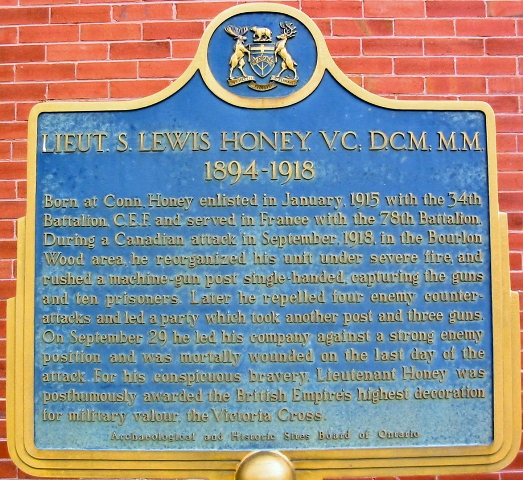 LIEUT. S. LEWIS HONEY, V.C., D.C.M., M.M.
1894-1918
Born at Conn, Honey enlisted in January, 1915 with the 34th
Battalion, C.E.F. and served in France with the 78th Battalion.
During a Canadian attack in September, 1918, in the Bourlon
Wood area, he reorganized his unit under severe fire, and
rushed a machine-gun post single-handed, capturing the guns
and ten prisoners. Later he repelled four enemy counter-
attacks and led a party which took another post and three guns.
On September 29 he led his company against a strong enemy
position and was mortally wounded on the last day of the
attack. For his conspicuous bravery, Lieutenant Honey was
posthumously awarded the British Empire's highest decoration
for military valour, the Victoria Cross.
Archaeological and Historic Sites Board of Ontario